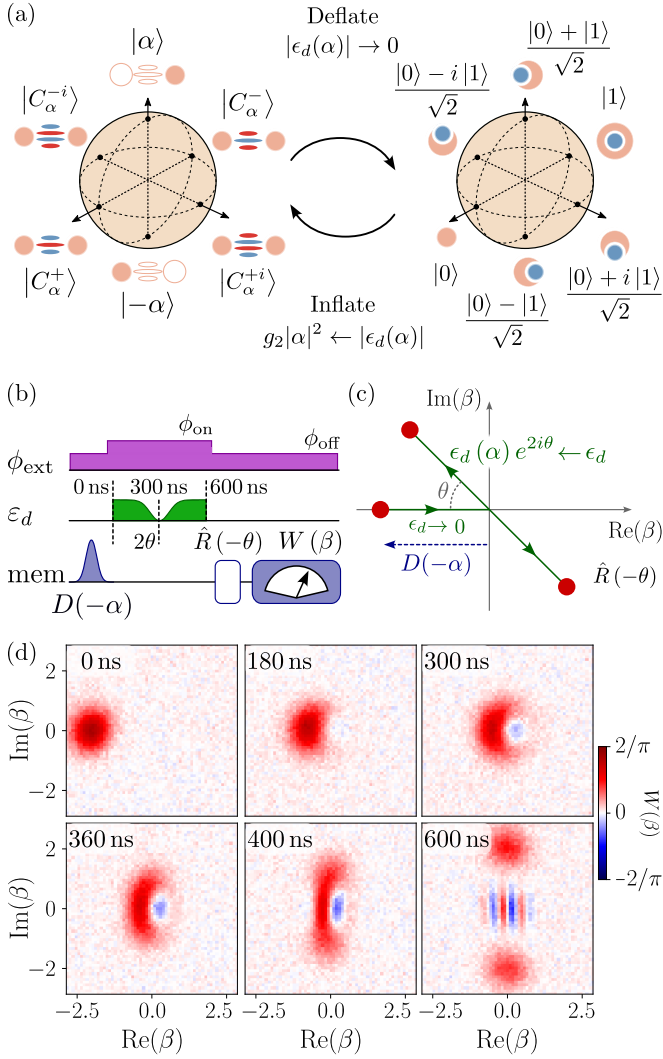 (a)
Deflate
|ϵ_d(α)| → 0
|α⟩
|C_α^{-i}⟩
|C_α^-⟩
|C_α^+⟩
|C_α^{+i}⟩
|−α⟩
(|0⟩ + |1⟩)/√2
(|0⟩ − i |1⟩)/√2
|1⟩
|0⟩
(|0⟩ − |1⟩)/√2
(|0⟩ + i |1⟩)/√2
Inflate
g_2|α|^2 ← |ϵ_d(α)|
(b)
ϕ_ext
ϕ_on
ϕ_off
0 ns
300 ns
600 ns
ε_d
2θ
R̂(−θ)
W(β)
mem
D(−α)
(c)
Im(β)
ϵ_d(α) e^{2iθ} ← ϵ_d
θ
ϵ_d → 0
Re(β)
D(−α)
R̂(−θ)
(d)
0 ns
180 ns
300 ns
Im(β)
2
0
−2
360 ns
400 ns
600 ns
Im(β)
2
0
−2
−2.5
0.0
2.5
−2.5
0.0
2.5
−2.5
0.0
2.5
Re(β)
Re(β)
Re(β)
2/π
0
−2/π
W(β)